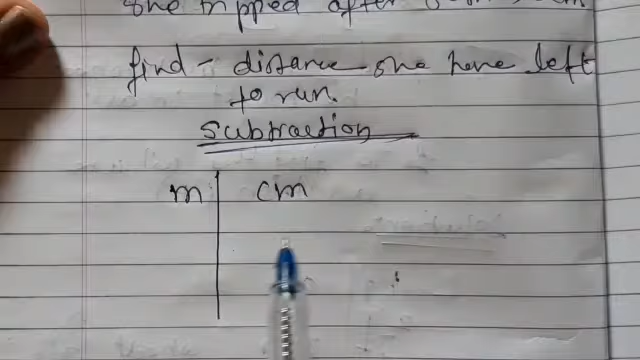 she tripped after
find - distance she have left
to run.
Subtraction
m cm